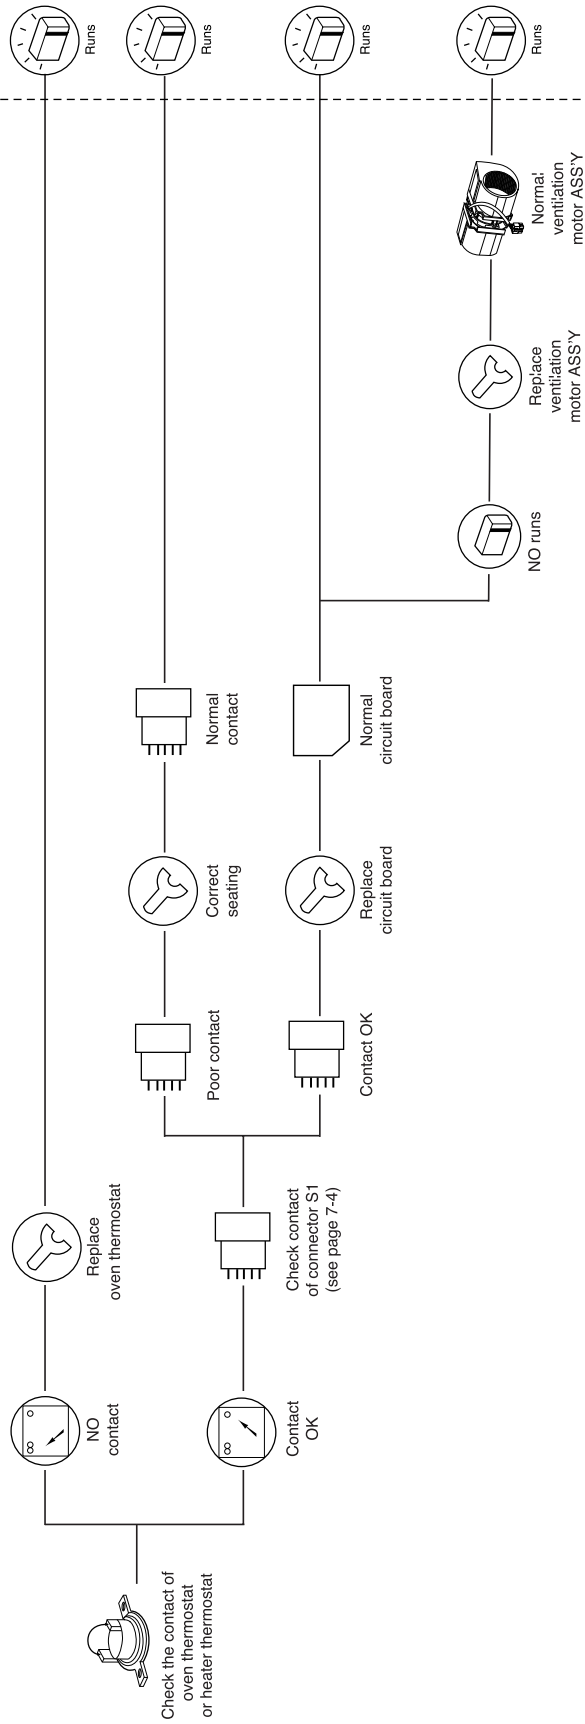 Check the contact of
oven thermostat
or heater thermostat
NO
contact
Replace
oven thermostat
Runs
Contact
OK
Check contact
of connector S1
(see page 7-4)
Poor contact
Correct
seating
Normal
contact
Runs
Contact OK
Replace
circuit board
Normal
circuit board
Runs
NO runs
Replace
ventilation
motor ASS'Y
Normal
ventilation
motor ASS'Y
Runs